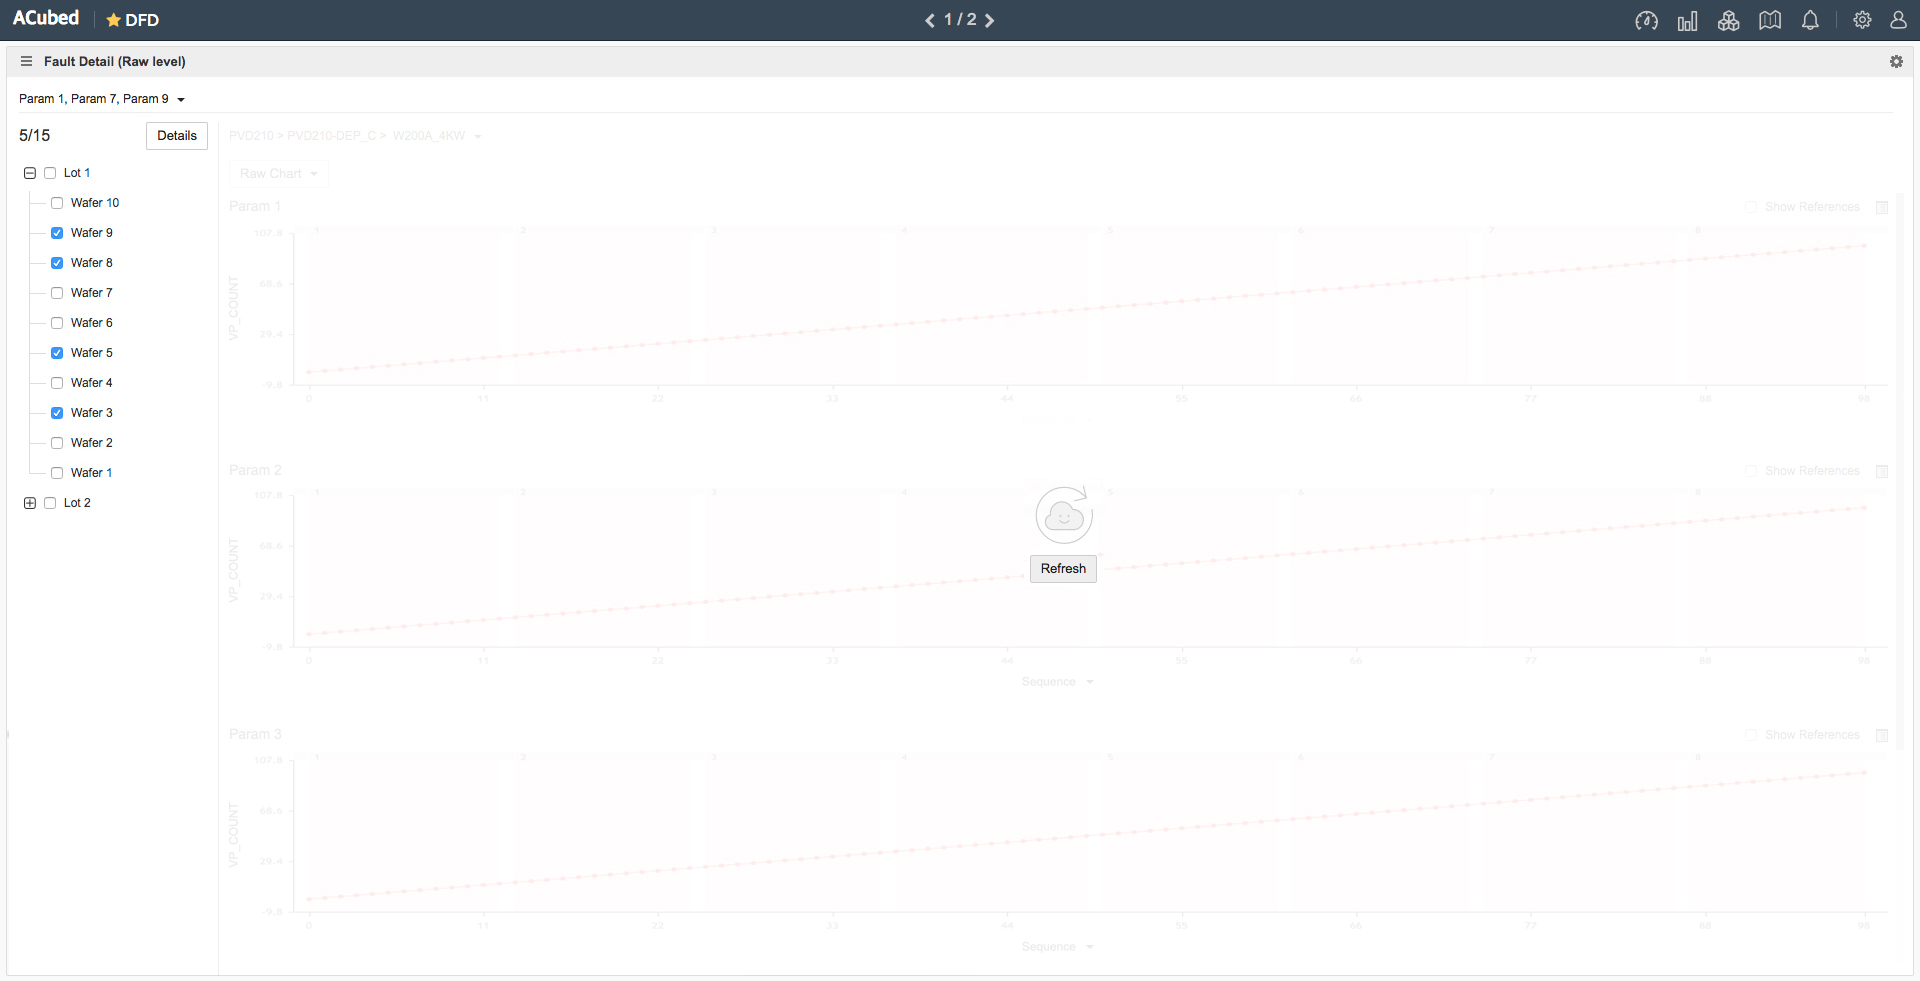 ACubed DFD 1 / 2
Fault Detail (Raw level)
Param 1, Param 7, Param 9
5/15 Details
PVD210 > PVD210-DEP_C > W200A_4KW
Lot 1
Raw Chart
Wafer 10
Wafer 9
Wafer 8
Wafer 7
Wafer 6
Wafer 5
Wafer 4
Wafer 3
Wafer 2
Wafer 1
Lot 2
Param 1 Show References
1 2 3 4 5 6 7 8
107.8
68.6
29.4
-9.8
VP_COUNT
0 11 22 33 44 55 66 77 88 98
Param 2 Show References
1 2 3 4 5 6 7 8
107.8
68.6
29.4
-9.8
VP_COUNT
Refresh
0 11 22 33 44 55 66 77 88 98
Sequence
Param 3 Show References
1 2 3 4 5 6 7 8
107.8
68.6
29.4
-9.8
VP_COUNT
0 11 22 33 44 55 66 77 88 98
Sequence